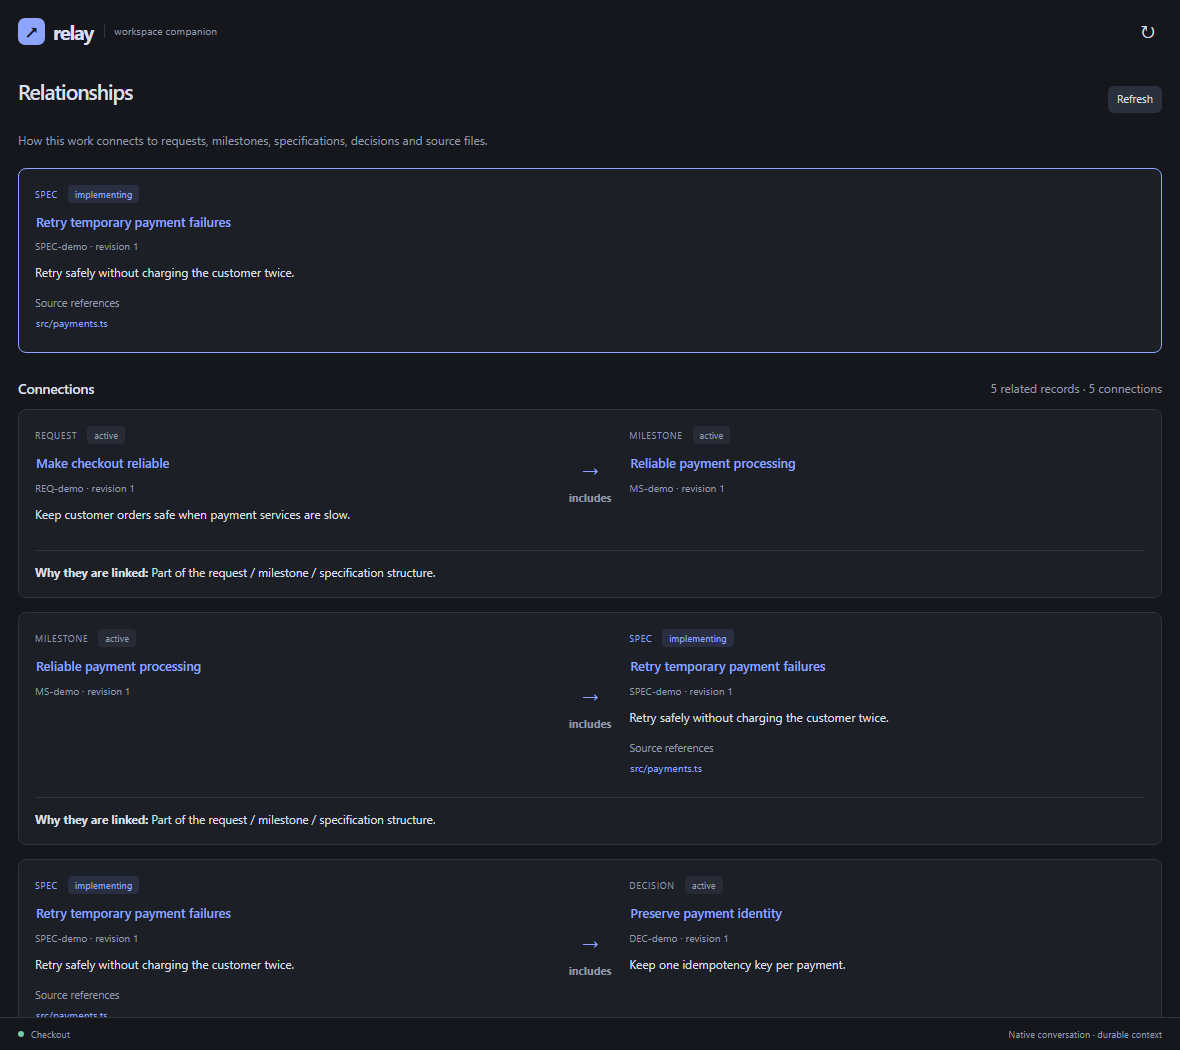 relay
workspace companion
Relationships
Refresh
How this work connects to requests, milestones, specifications, decisions and source files.
SPEC implementing
Retry temporary payment failures
SPEC-demo · revision 1
Retry safely without charging the customer twice.
Source references
src/payments.ts
Connections
5 related records · 5 connections
REQUEST active
Make checkout reliable
REQ-demo · revision 1
Keep customer orders safe when payment services are slow.
→
includes
MILESTONE active
Reliable payment processing
MS-demo · revision 1
Why they are linked: Part of the request / milestone / specification structure.
MILESTONE active
Reliable payment processing
MS-demo · revision 1
→
includes
SPEC implementing
Retry temporary payment failures
SPEC-demo · revision 1
Retry safely without charging the customer twice.
Source references
src/payments.ts
Why they are linked: Part of the request / milestone / specification structure.
SPEC implementing
Retry temporary payment failures
SPEC-demo · revision 1
Retry safely without charging the customer twice.
Source references
src/payments.ts
→
includes
DECISION active
Preserve payment identity
DEC-demo · revision 1
Keep one idempotency key per payment.
Checkout
Native conversation · durable context